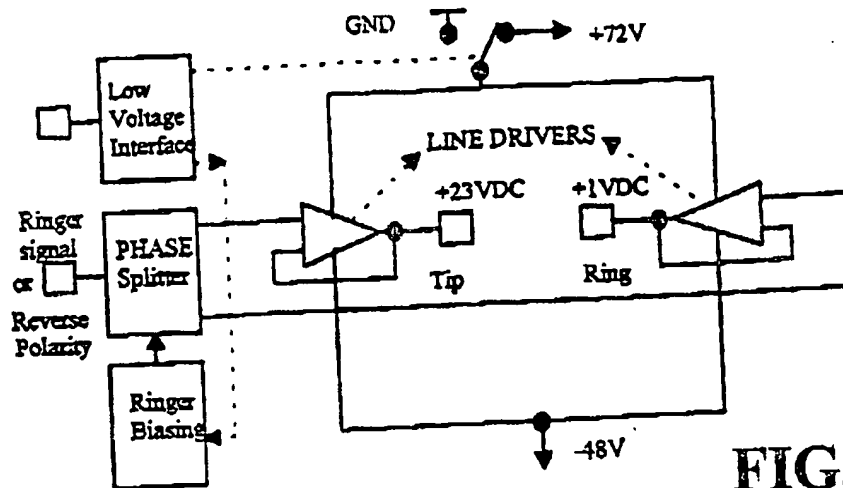 GND
+72V
Low
Voltage
Interface
LINE DRIVERS
+23VDC
+1VDC
Ringer
signal
or
Reverse
Polarity
PHASE
Splitter
Tip
Ring
Ringer
Biasing
-48V
FIG.